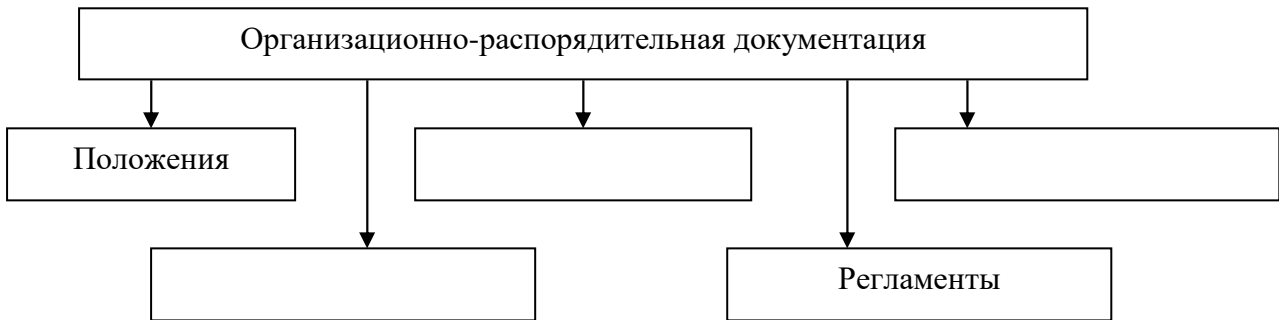 Организационно-распорядительная документация
Положения
Регламенты